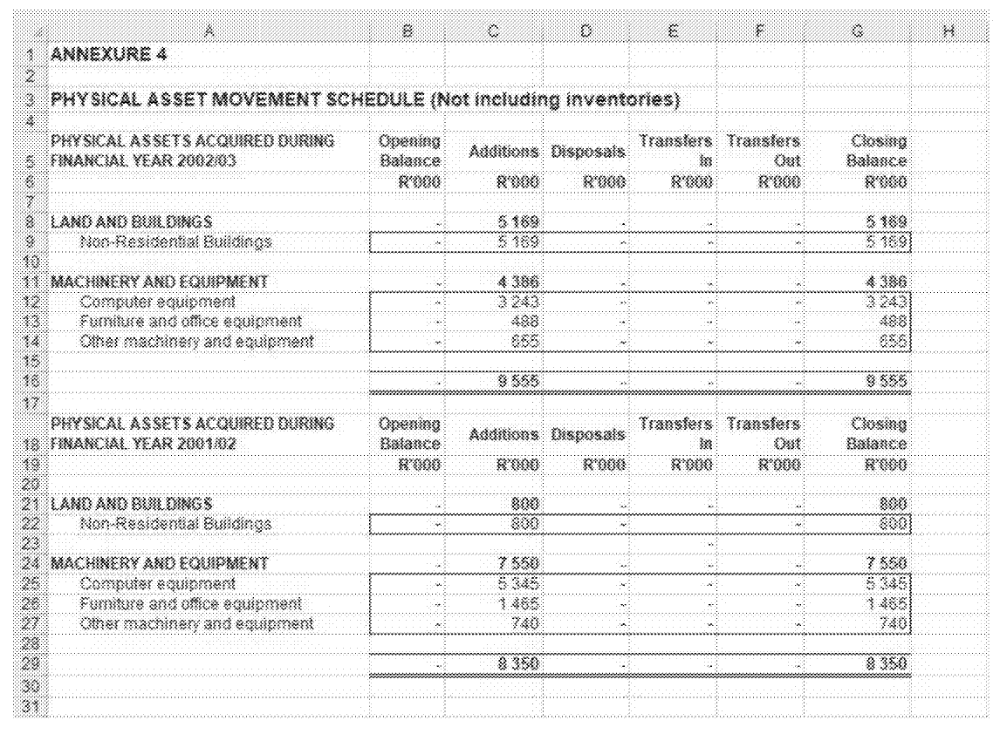 A B C D E F G H
1 ANNEXURE 4
2
3 PHYSICAL ASSET MOVEMENT SCHEDULE (Not including inventories)
4
PHYSICAL ASSETS ACQUIRED DURING Opening Additions Disposals Transfers Transfers Closing
5 FINANCIAL YEAR 2002/03 Balance In Out Balance
6 R'000 R'000 R'000 R'000 R'000 R'000
7
8 LAND AND BUILDINGS - 5 169 - - - 5 169
9 Non-Residential Buildings - 5 169 - - - 5 169
10
11 MACHINERY AND EQUIPMENT - 4 386 - - - 4 386
12 Computer equipment - 3 243 - - - 3 243
13 Furniture and office equipment - 488 - - - 488
14 Other machinery and equipment - 655 - - - 655
15
16 - 9 555 - - - 9 555
17
PHYSICAL ASSETS ACQUIRED DURING Opening Additions Disposals Transfers Transfers Closing
18 FINANCIAL YEAR 2001/02 Balance In Out Balance
19 R'000 R'000 R'000 R'000 R'000 R'000
20
21 LAND AND BUILDINGS - 800 - - - 800
22 Non-Residential Buildings - 800 - - - 800
23 -
24 MACHINERY AND EQUIPMENT - 7 550 - - - 7 550
25 Computer equipment - 5 345 - - - 5 345
26 Furniture and office equipment - 1 465 - - - 1 465
27 Other machinery and equipment - 740 - - - 740
28
29 - 8 350 - - - 8 350
30
31